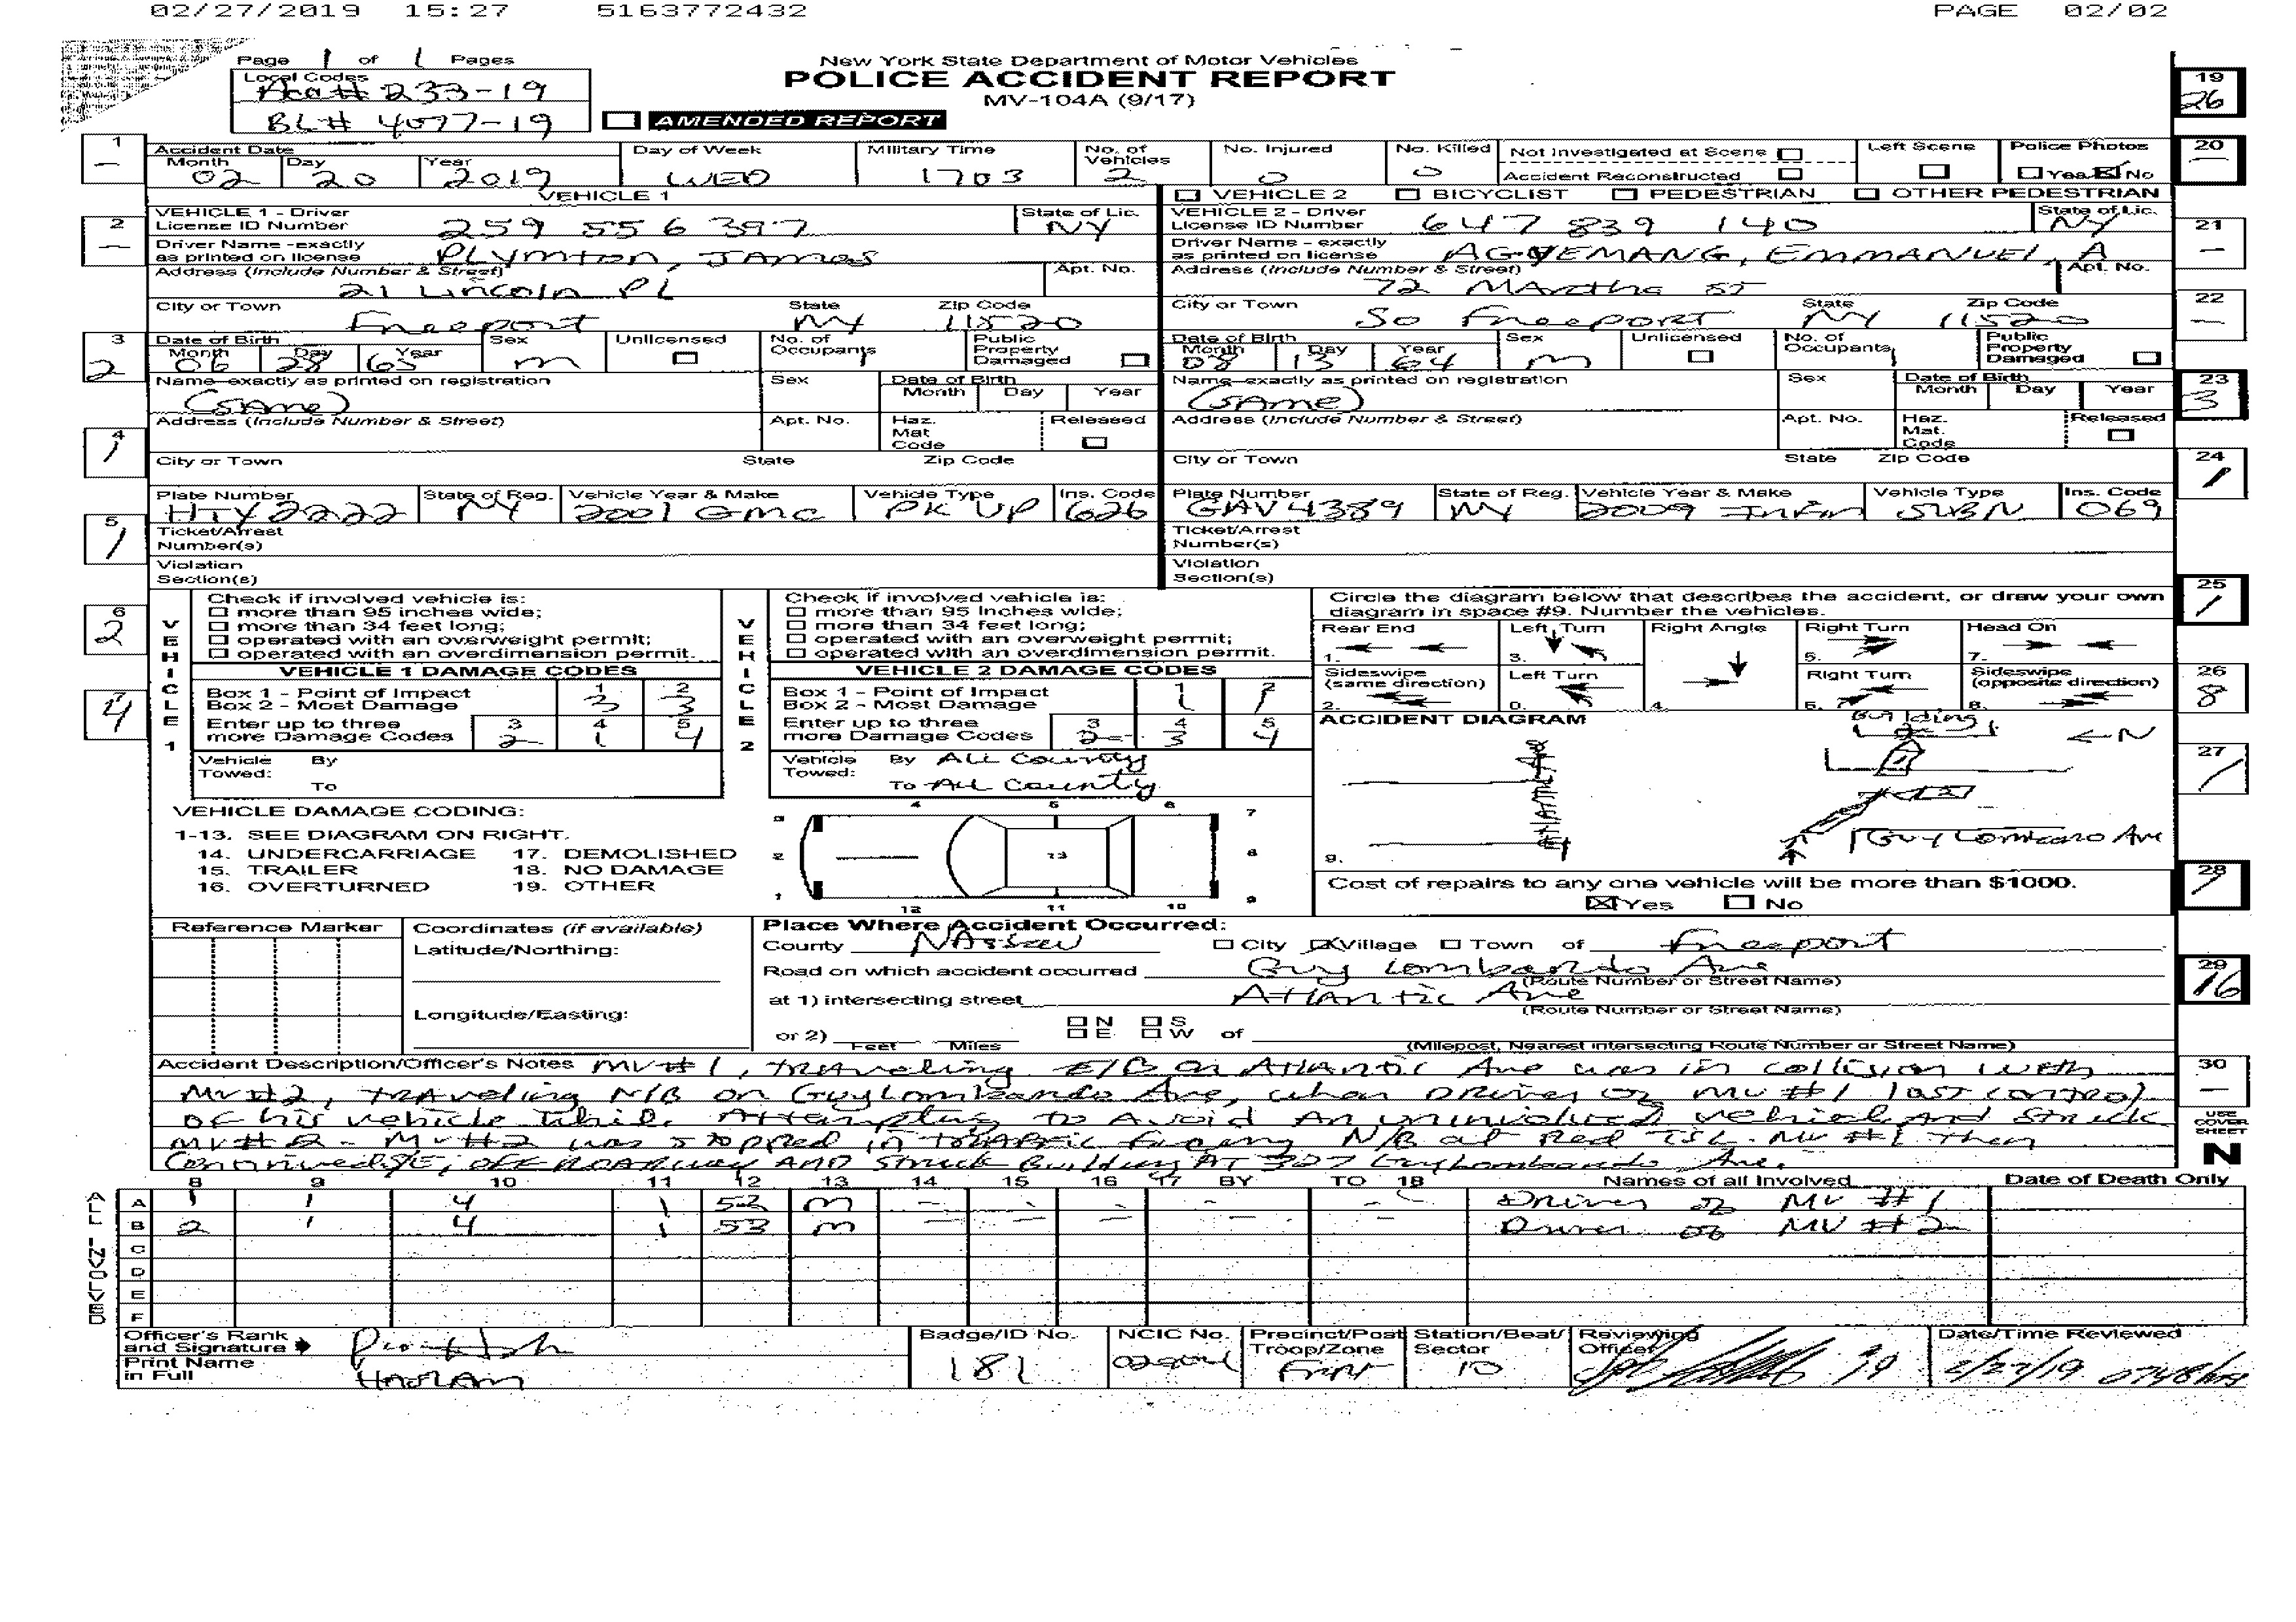 02/27/2019 15:27 5163772432 PAGE 02/02
Page 1 of 1 Pages
New York State Department of Motor Vehicles
POLICE ACCIDENT REPORT
MV-104A (9/17)
Local Codes
233-19
BL# 4077-19
AMENDED REPORT
19
26
1
—
Accident Date
Month Day Year
02 20 2019
Day of Week
WED
Military Time
1703
No. of Vehicles
2
No. Injured
0
No. Killed
0
Not Investigated at Scene
Accident Reconstructed
Left Scene
Police Photos
Yes No
20
—
VEHICLE 1
VEHICLE 2 BICYCLIST PEDESTRIAN OTHER PEDESTRIAN
2
—
VEHICLE 1 - Driver
License ID Number 259 556 397
State of Lic.
NY
VEHICLE 2 - Driver
License ID Number 647 839 140
State of Lic.
NY
21
—
Driver Name -exactly
as printed on license PLYMTON, JAMES
Driver Name - exactly
as printed on license AGYEMANG, EMMANUEL, A
Address (Include Number & Street) Apt. No.
21 Lincoln PL
Address (Include Number & Street) Apt. No.
72 Martha ST
City or Town State Zip Code
Freeport NY 11520
City or Town State Zip Code
So Freeport NY 11520
22
—
3
2
Date of Birth
Month Day Year
06 28 65
Sex
m
Unlicensed
No. of Occupants
1
Public Property Damaged
Date of Birth
Month Day Year
08 13 64
Sex
m
Unlicensed
No. of Occupants
1
Public Property Damaged
Name-exactly as printed on registration Sex Date of Birth
Month Day Year
(SAme)
Name-exactly as printed on registration Sex Date of Birth
Month Day Year
(SAme)
23
3
4
1
Address (Include Number & Street) Apt. No. Haz. Mat. Code Released
Address (Include Number & Street) Apt. No. Haz. Mat. Code Released
City or Town State Zip Code
City or Town State Zip Code
24
/
5
1
Plate Number State of Reg. Vehicle Year & Make Vehicle Type Ins. Code
HTY2222 NY 2001 GMC PK UP 626
Plate Number State of Reg. Vehicle Year & Make Vehicle Type Ins. Code
GAV4389 NY 2009 Infin SUBN 069
Ticket/Arrest
Number(s)
Ticket/Arrest
Number(s)
Violation
Section(s)
Violation
Section(s)
25
/
6
2
VEHICLE 1
Check if involved vehicle is:
more than 95 inches wide;
more than 34 feet long;
operated with an overweight permit;
operated with an overdimension permit.
VEHICLE 1 DAMAGE CODES
Box 1 - Point of Impact 1 2
Box 2 - Most Damage 3 3
Enter up to three 3 4 5
more Damage Codes 2 1 4
Vehicle By
Towed:
To
VEHICLE 2
Check if involved vehicle is:
more than 95 inches wide;
more than 34 feet long;
operated with an overweight permit;
operated with an overdimension permit.
VEHICLE 2 DAMAGE CODES
Box 1 - Point of Impact 1 2
Box 2 - Most Damage 1 1
Enter up to three 3 4 5
more Damage Codes 2 3 4
Vehicle By ALL County
Towed:
To ALL County
Circle the diagram below that describes the accident, or draw your own
diagram in space #9. Number the vehicles.
Rear End Left Turn Right Angle Right Turn Head On
1. 3. 5. 7.
Sideswipe (same direction) Left Turn Right Turn Sideswipe (opposite direction)
2. 0. 4. 6. 8.
ACCIDENT DIAGRAM
Building
N
Guy Lombardo Ave
9.
26
8
27
/
7
4
VEHICLE DAMAGE CODING:
1-13. SEE DIAGRAM ON RIGHT.
14. UNDERCARRIAGE 17. DEMOLISHED
15. TRAILER 18. NO DAMAGE
16. OVERTURNED 19. OTHER
3 4 5 6 7
2 13 8
1 12 11 10 9
Cost of repairs to any one vehicle will be more than $1000.
Yes No
28
Reference Marker
Coordinates (if available)
Latitude/Northing:
Longitude/Easting:
Place Where Accident Occurred:
County NASSAU City Village Town of Freeport
Road on which accident occurred Guy Lombardo Ave
(Route Number or Street Name)
at 1) intersecting street Atlantic Ave
(Route Number or Street Name)
or 2) Feet Miles N S E W of
(Milepost, Nearest intersecting Route Number or Street Name)
29
16
Accident Description/Officer's Notes MV#1, traveling E/B on Atlantic Ave was in collision with
MV#2, traveling N/B on Guy Lombardo Ave, when Driver of MV#1 lost control
of his vehicle while attempting to avoid an uninvolved vehicle and struck
MV#2 - MV#2 was stopped in traffic facing N/B at Red TSL. MV#1 then
Continued S/E, off roadway and struck building at 327 Guy Lombardo Ave.
30
—
USE COVER SHEET
N
ALL INVOLVED
8 9 10 11 12 13 14 15 16 17 BY TO 18 Names of all Involved Date of Death Only
A 1 1 4 1 53 m - - - - - - Driver of MV #1
B 2 1 4 1 53 m - - - - - - Driver of MV #2
C
D
E
F
Officer's Rank
and Signature
Print Name
in Full
Badge/ID No.
181
NCIC No.
Precinct/Post
Troop/Zone
Station/Beat/
Sector
10
Reviewing
Officer
Date/Time Reviewed
2/27/19 0748hrs